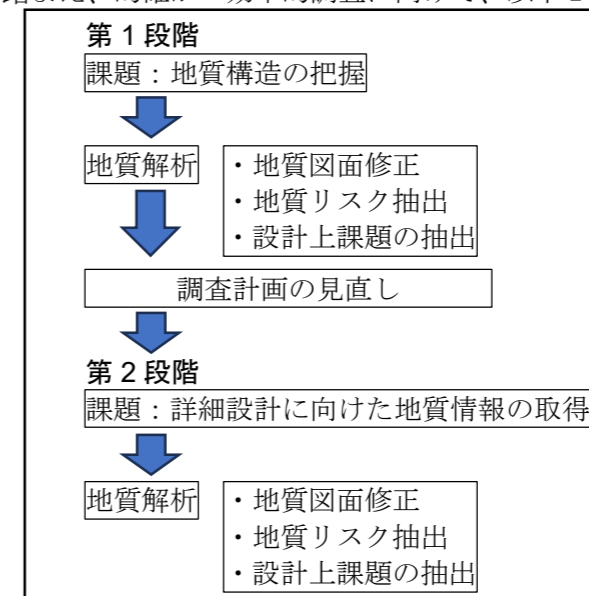 第 1 段階
課題：地質構造の把握
地質解析
・地質図面修正
・地質リスク抽出
・設計上課題の抽出
調査計画の見直し
第 2 段階
課題：詳細設計に向けた地質情報の取得
地質解析
・地質図面修正
・地質リスク抽出
・設計上課題の抽出